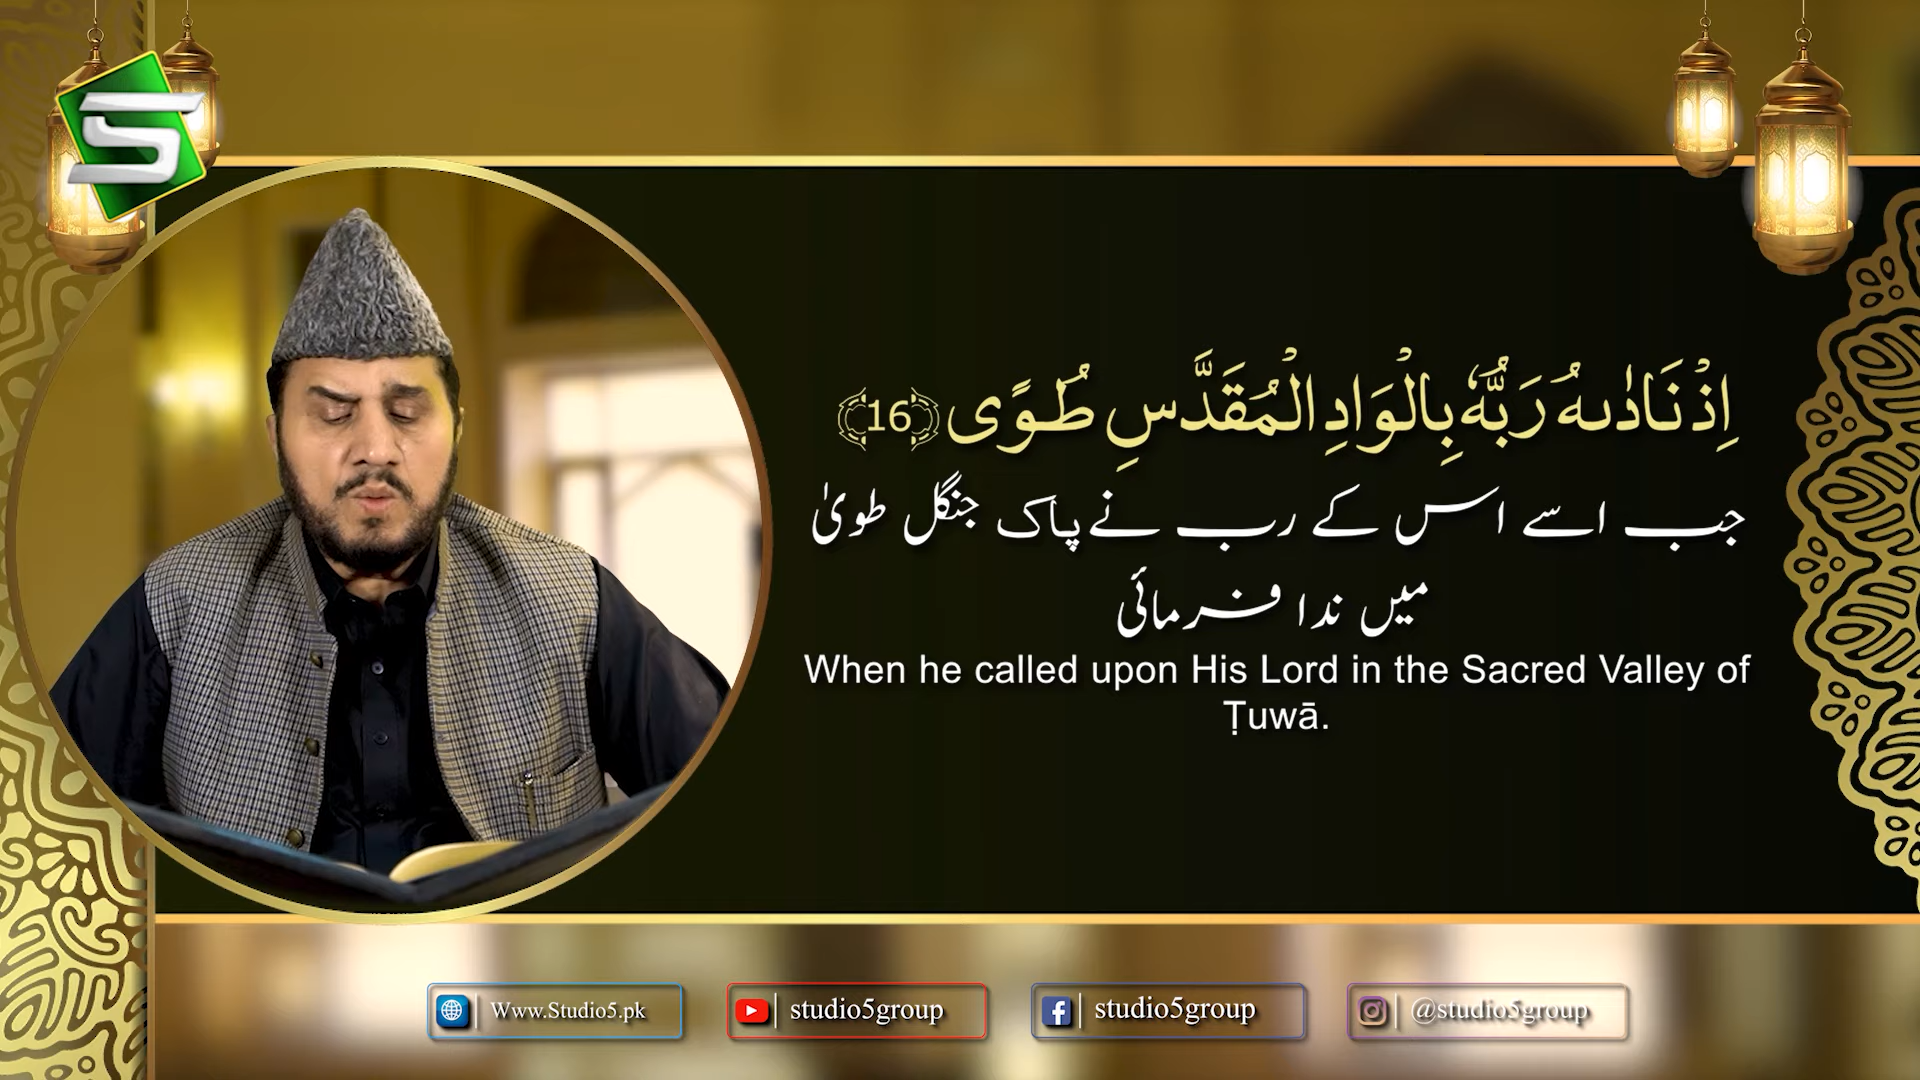 اِذْ نَادٰىهُ رَبُّهٗ بِالْوَادِ الْمُقَدَّسِ طُوًى ﴿16﴾
جب اسے اس کے رب نے پاک جنگل طویٰ
میں ندا فرمائی
When he called upon His Lord in the Sacred Valley of
Ṭuwā.
S
Www.Studio5.pk
studio5group
studio5group
@studio5group